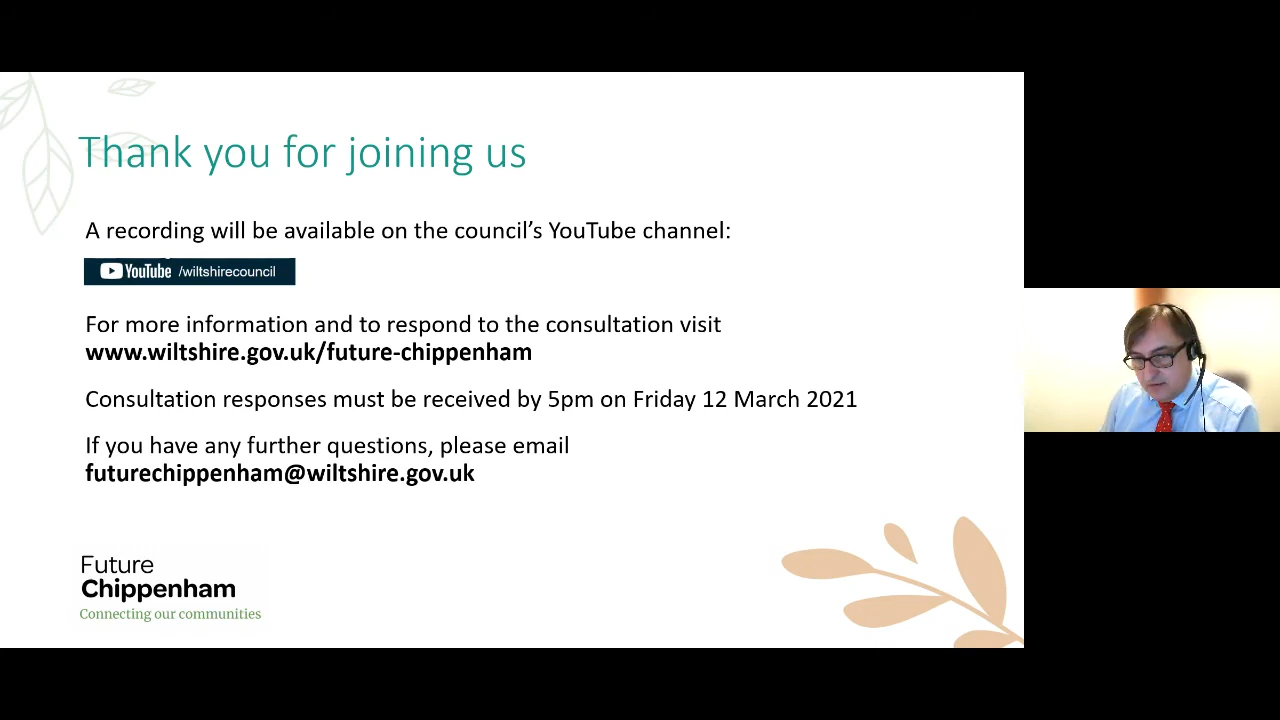 Thank you for joining us
A recording will be available on the council’s YouTube channel:
YouTube /wiltshirecouncil
For more information and to respond to the consultation visit
www.wiltshire.gov.uk/future-chippenham
Consultation responses must be received by 5pm on Friday 12 March 2021
If you have any further questions, please email
futurechippenham@wiltshire.gov.uk
Future
Chippenham
Connecting our communities